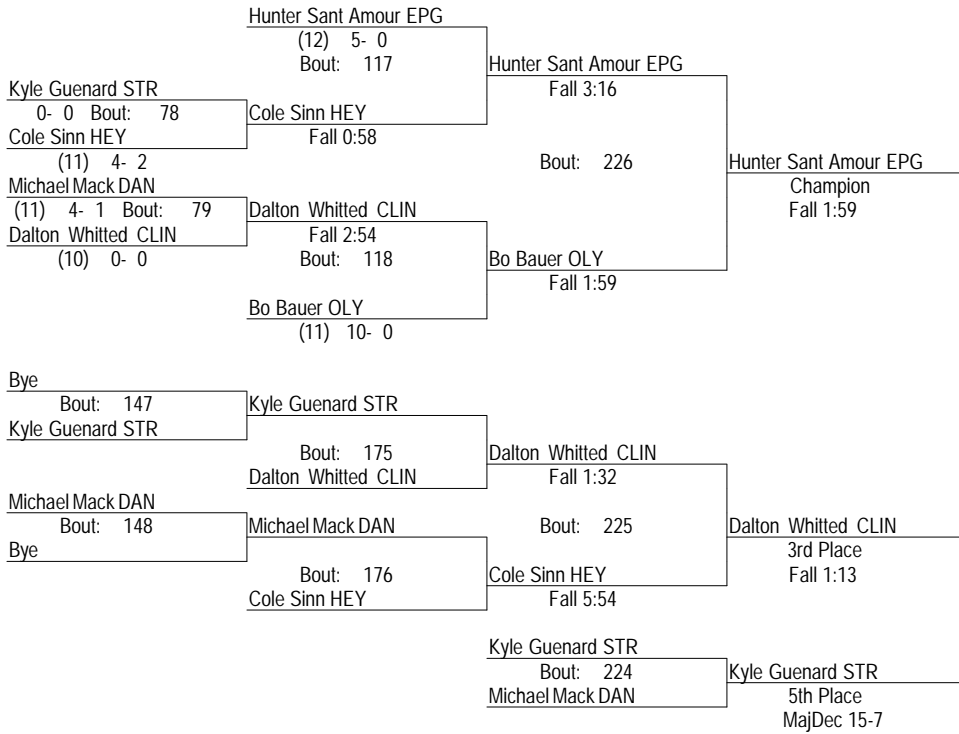 Hunter Sant Amour EPG
(12) 5- 0
Bout: 117
Hunter Sant Amour EPG
Fall 3:16
Kyle Guenard STR
0- 0 Bout: 78
Cole Sinn HEY
Fall 0:58
Cole Sinn HEY
(11) 4- 2
Bout: 226
Hunter Sant Amour EPG
Champion
Fall 1:59
Michael Mack DAN
(11) 4- 1 Bout: 79
Dalton Whitted CLIN
Fall 2:54
Dalton Whitted CLIN
(10) 0- 0
Bout: 118
Bo Bauer OLY
Fall 1:59
Bo Bauer OLY
(11) 10- 0
Bye
Bout: 147
Kyle Guenard STR
Kyle Guenard STR
Bout: 175
Dalton Whitted CLIN
Fall 1:32
Dalton Whitted CLIN
Michael Mack DAN
Bout: 148
Michael Mack DAN
Bye
Bout: 225
Dalton Whitted CLIN
3rd Place
Fall 1:13
Bout: 176
Cole Sinn HEY
Fall 5:54
Cole Sinn HEY
Kyle Guenard STR
Bout: 224
Kyle Guenard STR
Michael Mack DAN
5th Place
MajDec 15-7